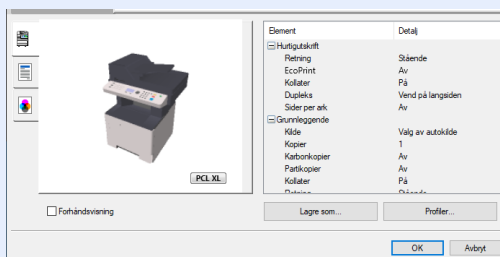 Element Detalj
Hurtigutskrift
Retning Stående
EcoPrint Av
Kollater På
Dupleks Vend på langsiden
Sider per ark Av
Grunnleggende
Kilde Valg av autokilde
Kopier 1
Karbonkopier Av
Partikopier Av
Kollater På
PCL XL
Forhåndsvisning
Lagre som... Profiler...
OK Avbryt